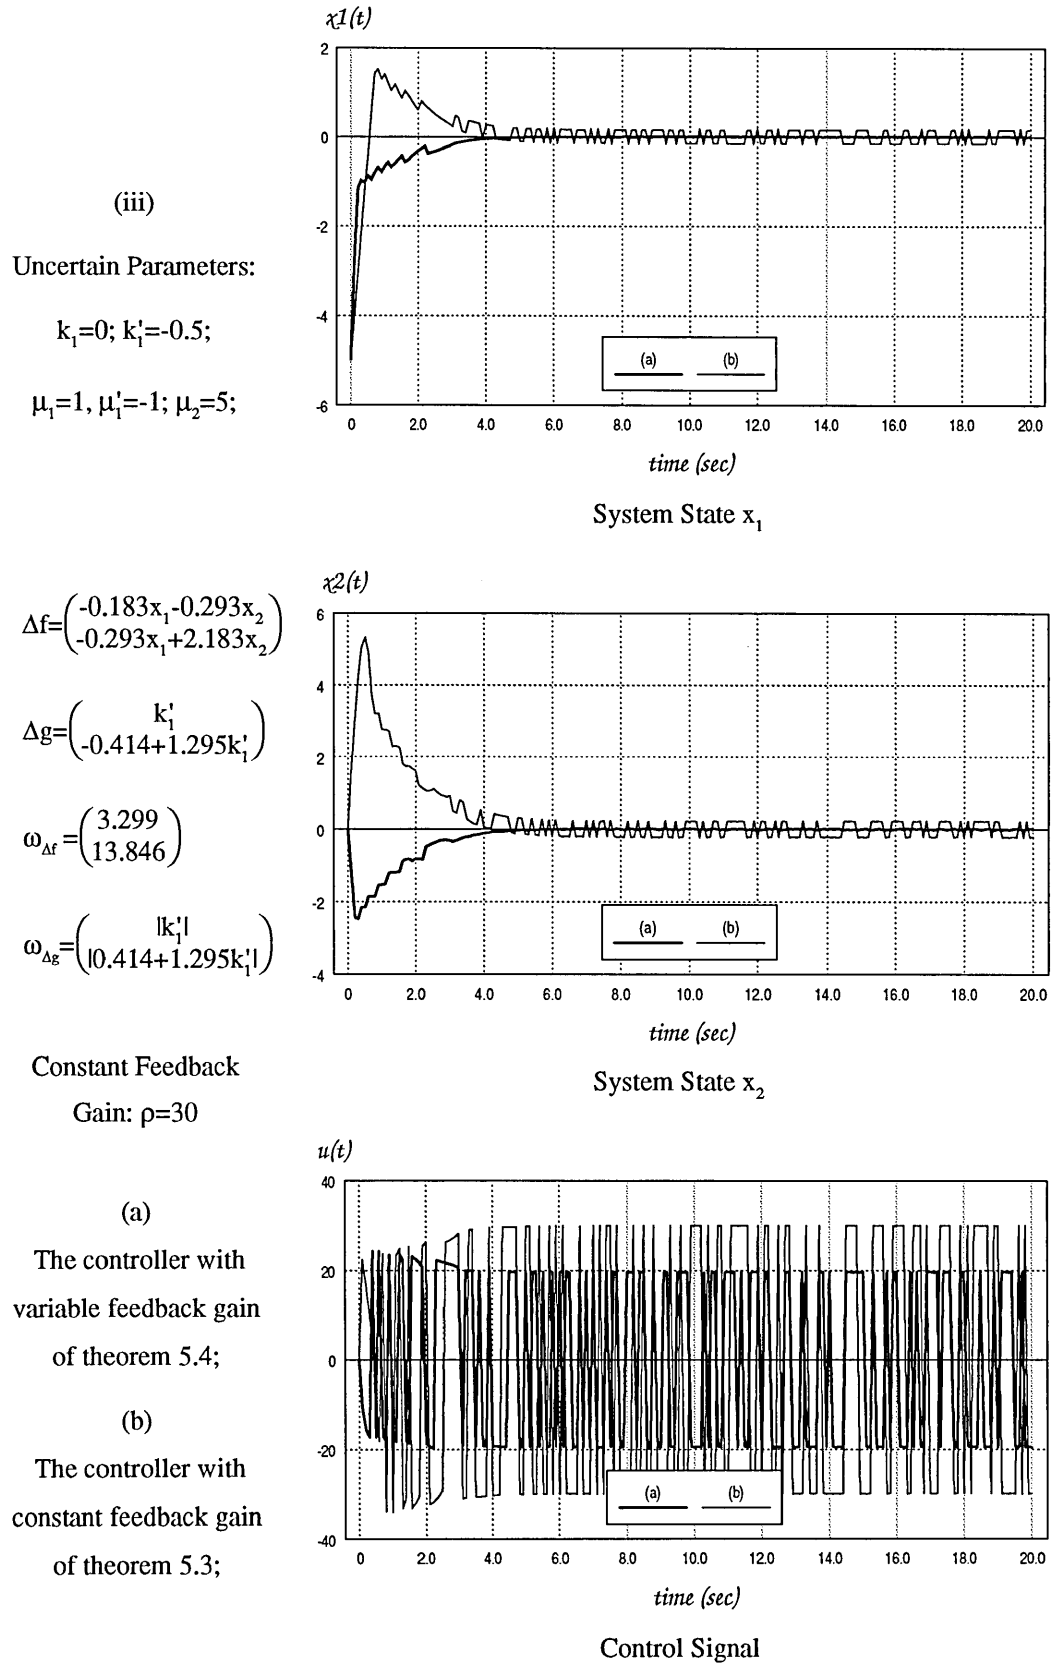 x1(t)
2
0
-2
-4
-6
(a) (b)
0 2.0 4.0 6.0 8.0 10.0 12.0 14.0 16.0 18.0 20.0
time (sec)
System State x₁
(iii)
Uncertain Parameters:
k₁=0; k₁'=-0.5;
μ₁=1, μ₁'=-1; μ₂=5;
x2(t)
6
4
2
0
-2
-4
(a) (b)
0 2.0 4.0 6.0 8.0 10.0 12.0 14.0 16.0 18.0 20.0
time (sec)
System State x₂
Δf=(-0.183x₁-0.293x₂
-0.293x₁+2.183x₂)
Δg=(k₁'
-0.414+1.295k₁')
ω_Δf=(3.299
13.846)
ω_Δg=(|k₁'|
|0.414+1.295k₁'|)
Constant Feedback
Gain: ρ=30
u(t)
40
20
0
-20
-40
(a) (b)
0 2.0 4.0 6.0 8.0 10.0 12.0 14.0 16.0 18.0 20.0
time (sec)
Control Signal
(a)
The controller with
variable feedback gain
of theorem 5.4;
(b)
The controller with
constant feedback gain
of theorem 5.3;